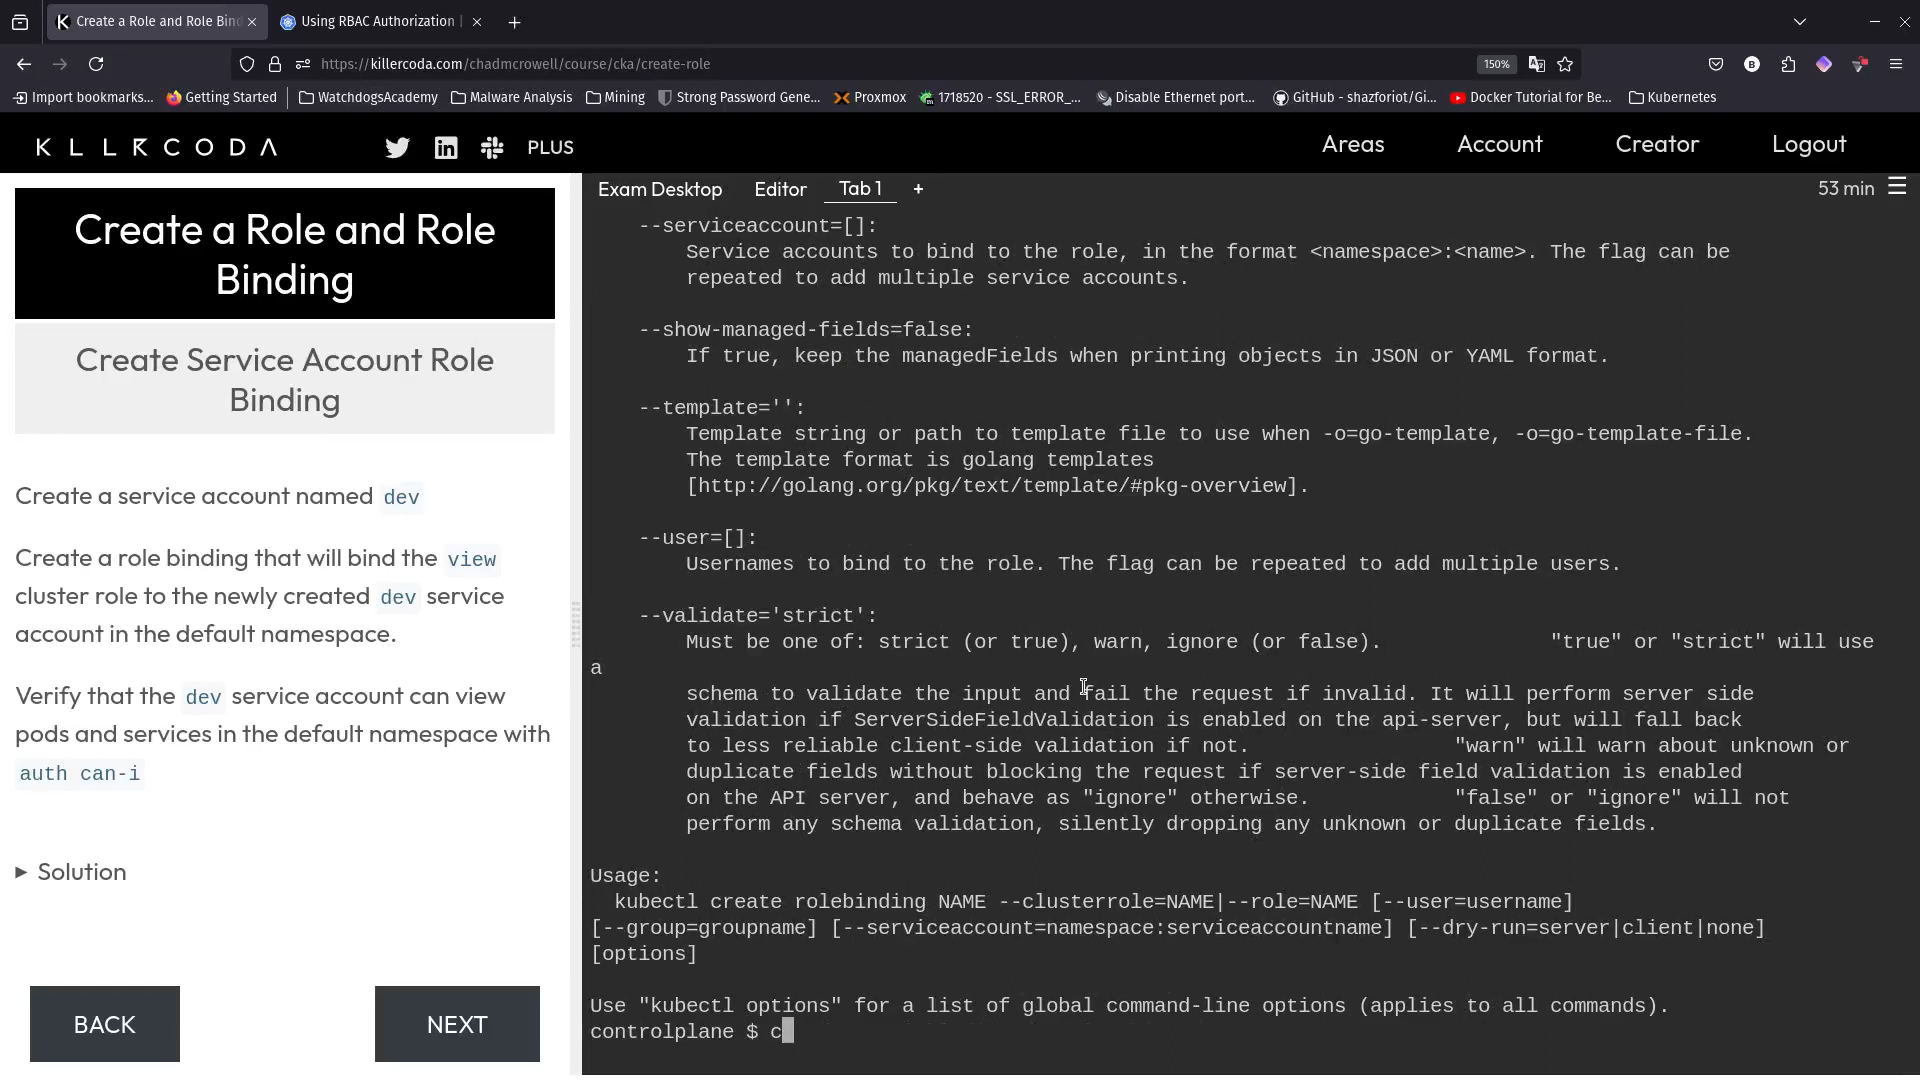 Create a Role and Role Bind
Using RBAC Authorization |
https://killercoda.com/chadmcrowell/course/cka/create-role
150%
Import bookmarks...
Getting Started
WatchdogsAcademy
Malware Analysis
Mining
Strong Password Gene...
Proxmox
1718520 - SSL_ERROR_...
Disable Ethernet port...
GitHub - shazforiot/Gi...
Docker Tutorial for Be...
Kubernetes
KLLRCODA
PLUS
Areas
Account
Creator
Logout
Create a Role and Role
Binding
Create Service Account Role
Binding
Create a service account named dev
Create a role binding that will bind the view
cluster role to the newly created dev service
account in the default namespace.
Verify that the dev service account can view
pods and services in the default namespace with
auth can-i
Solution
BACK
NEXT
Exam Desktop
Editor
Tab 1
+
53 min
--serviceaccount=[]:
Service accounts to bind to the role, in the format <namespace>:<name>. The flag can be
repeated to add multiple service accounts.
--show-managed-fields=false:
If true, keep the managedFields when printing objects in JSON or YAML format.
--template='':
Template string or path to template file to use when -o=go-template, -o=go-template-file.
The template format is golang templates
[http://golang.org/pkg/text/template/#pkg-overview].
--user=[]:
Usernames to bind to the role. The flag can be repeated to add multiple users.
--validate='strict':
Must be one of: strict (or true), warn, ignore (or false). "true" or "strict" will use
a
schema to validate the input and fail the request if invalid. It will perform server side
validation if ServerSideFieldValidation is enabled on the api-server, but will fall back
to less reliable client-side validation if not. "warn" will warn about unknown or
duplicate fields without blocking the request if server-side field validation is enabled
on the API server, and behave as "ignore" otherwise. "false" or "ignore" will not
perform any schema validation, silently dropping any unknown or duplicate fields.
Usage:
kubectl create rolebinding NAME --clusterrole=NAME|--role=NAME [--user=username]
[--group=groupname] [--serviceaccount=namespace:serviceaccountname] [--dry-run=server|client|none]
[options]
Use "kubectl options" for a list of global command-line options (applies to all commands).
controlplane $ c